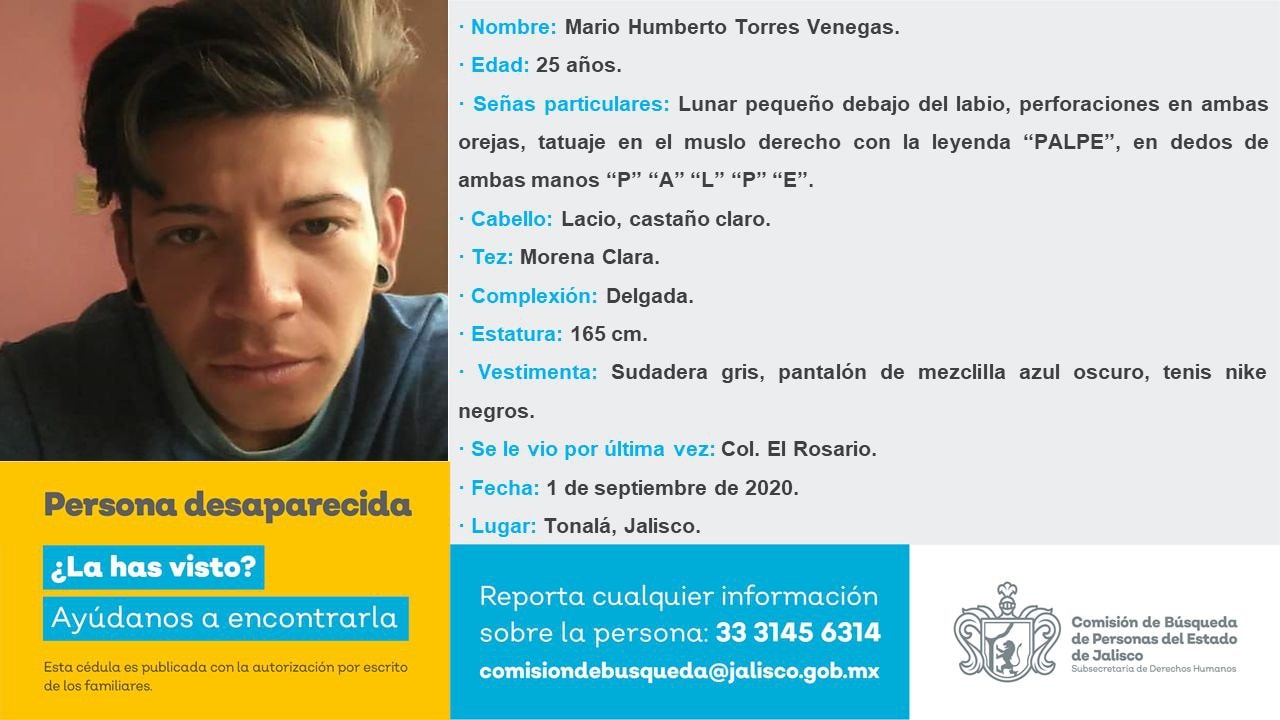 · Nombre: Mario Humberto Torres Venegas.
· Edad: 25 años.
· Señas particulares: Lunar pequeño debajo del labio, perforaciones en ambas
orejas, tatuaje en el muslo derecho con la leyenda “PALPE”, en dedos de
ambas manos “P” “A” “L” “P” “E”.
· Cabello: Lacio, castaño claro.
· Tez: Morena Clara.
· Complexión: Delgada.
· Estatura: 165 cm.
· Vestimenta: Sudadera gris, pantalón de mezclilla azul oscuro, tenis nike
negros.
· Se le vio por última vez: Col. El Rosario.
· Fecha: 1 de septiembre de 2020.
· Lugar: Tonalá, Jalisco.
Persona desaparecida
¿La has visto?
Ayúdanos a encontrarla
Esta cédula es publicada con la autorización por escrito
de los familiares.
Reporta cualquier información
sobre la persona: 33 3145 6314
comisiondebusqueda@jalisco.gob.mx
Comisión de Búsqueda
de Personas del Estado
de Jalisco
Subsecretaría de Derechos Humanos